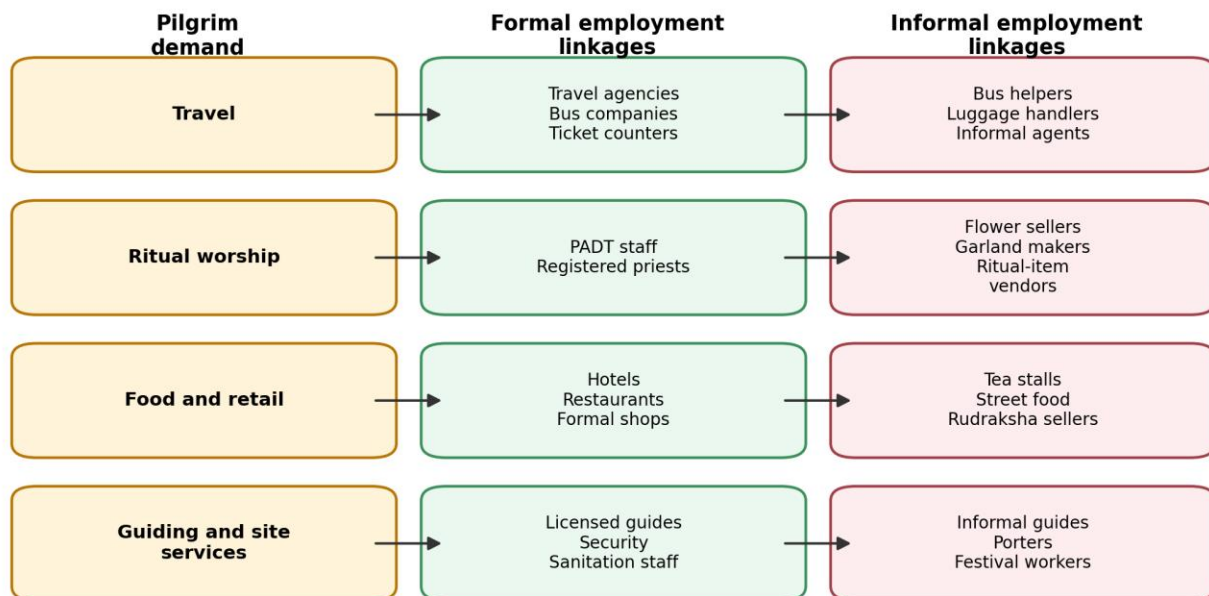 Pilgrim
demand
Formal employment
linkages
Informal employment
linkages
Travel
Travel agencies
Bus companies
Ticket counters
Bus helpers
Luggage handlers
Informal agents
Ritual worship
PADT staff
Registered priests
Flower sellers
Garland makers
Ritual-item
vendors
Food and retail
Hotels
Restaurants
Formal shops
Tea stalls
Street food
Rudraksha sellers
Guiding and site
services
Licensed guides
Security
Sanitation staff
Informal guides
Porters
Festival workers